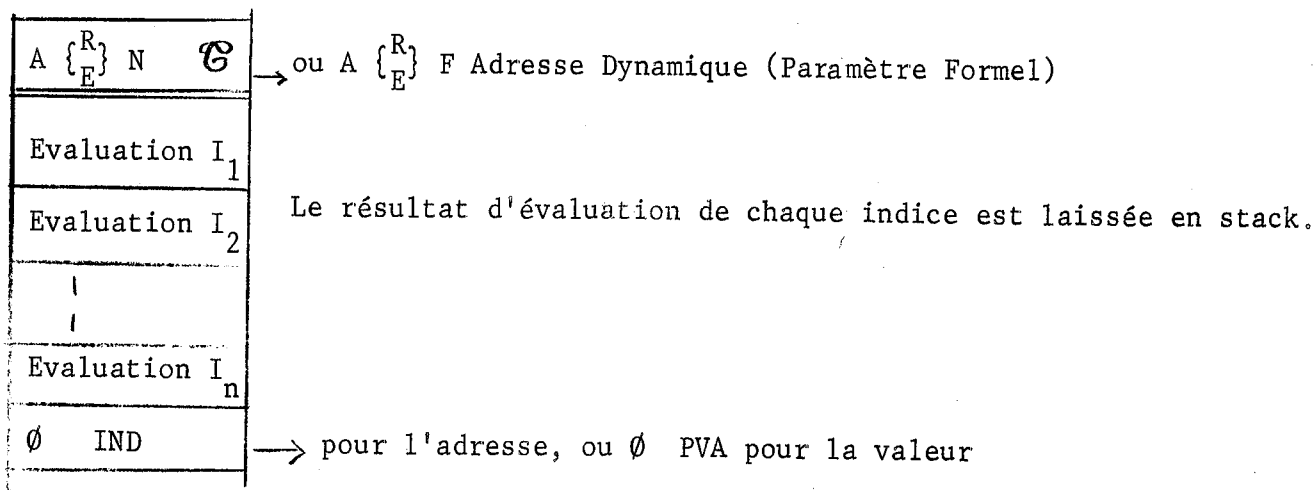 A {R/E} N 𝒞 → ou A {R/E} F Adresse Dynamique (Paramètre Formel)
Evaluation I₁
Evaluation I₂ Le résultat d'évaluation de chaque indice est laissée en stack.
Evaluation Iₙ
Ø IND → pour l'adresse, ou Ø PVA pour la valeur